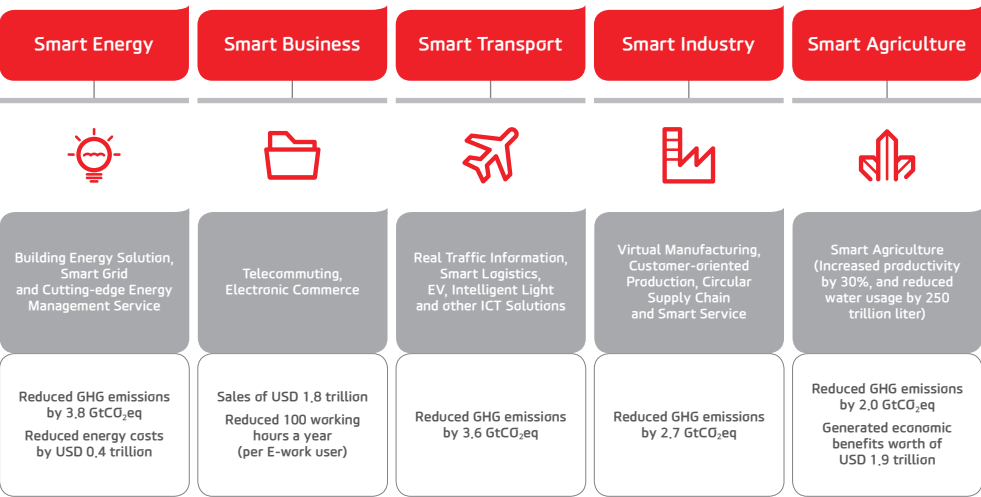 Smart Energy
Smart Business
Smart Transport
Smart Industry
Smart Agriculture
Building Energy Solution,
Smart Grid
and Cutting-edge Energy
Management Service
Telecommuting,
Electronic Commerce
Real Traffic Information,
Smart Logistics,
EV, Intelligent Light
and other ICT Solutions
Virtual Manufacturing,
Customer-oriented
Production, Circular
Supply Chain
and Smart Service
Smart Agriculture
(Increased productivity
by 30%, and reduced
water usage by 250
trillion liter)
Reduced GHG emissions
by 3.8 GtCO₂eq
Reduced energy costs
by USD 0.4 trillion
Sales of USD 1.8 trillion
Reduced 100 working
hours a year
(per E-work user)
Reduced GHG emissions
by 3.6 GtCO₂eq
Reduced GHG emissions
by 2.7 GtCO₂eq
Reduced GHG emissions
by 2.0 GtCO₂eq
Generated economic
benefits worth of
USD 1.9 trillion